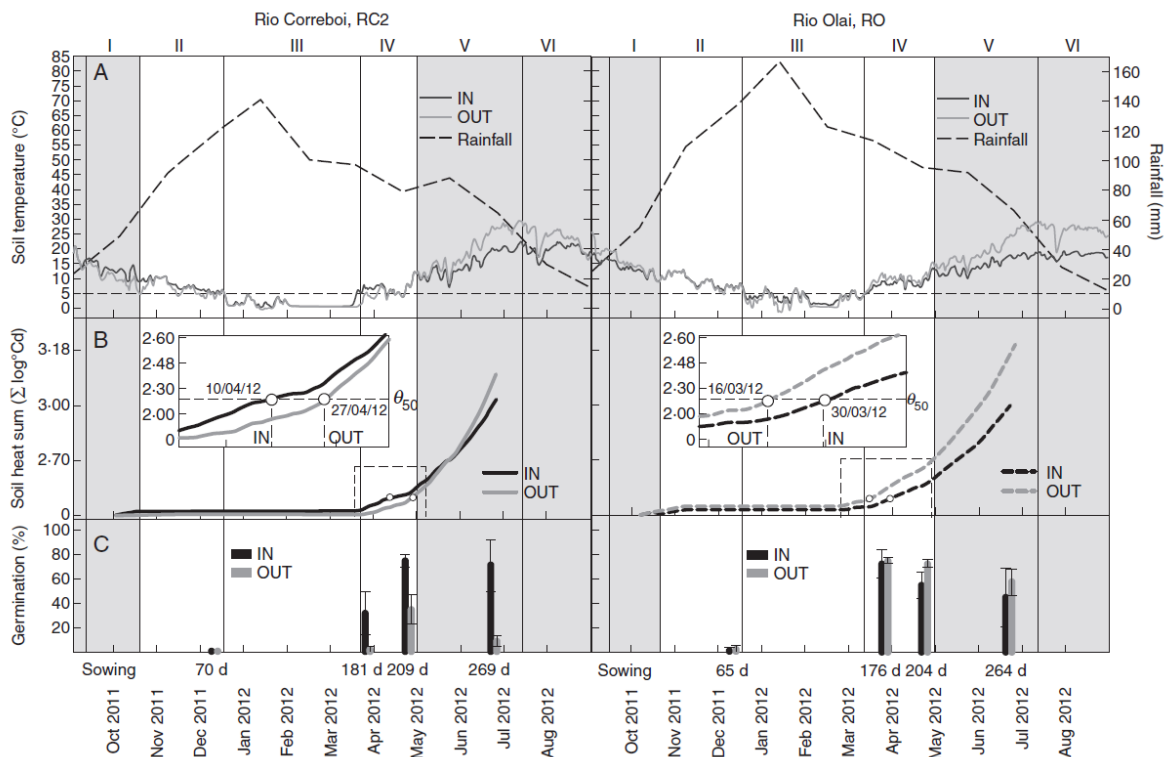 Rio Correboi, RC2 Rio Olai, RO
I II III IV V VI I II III IV V VI
A
Soil temperature (°C)
85
80
75
70
65
60
55
50
45
40
35
30
25
20
15
10
5
0
IN
OUT
Rainfall
IN
OUT
Rainfall
160
140
120
100
80
60
40
20
0
Rainfall (mm)
B
Soil heat sum (∑ log°Cd)
3·18
3·00
2·70
0
2·60
2·48
2·30
2·00
0
10/04/12
27/04/12
θ50
IN OUT
IN
OUT
2·60
2·48
2·30
2·00
0
16/03/12
30/03/12
θ50
OUT IN
IN
OUT
C
Germination (%)
100
80
60
40
20
IN
OUT
IN
OUT
Sowing 70 d 181 d 209 d 269 d Sowing 65 d 176 d 204 d 264 d
Oct 2011
Nov 2011
Dec 2011
Jan 2012
Feb 2012
Mar 2012
Apr 2012
May 2012
Jun 2012
Jul 2012
Aug 2012
Oct 2011
Nov 2011
Dec 2011
Jan 2012
Feb 2012
Mar 2012
Apr 2012
May 2012
Jun 2012
Jul 2012
Aug 2012